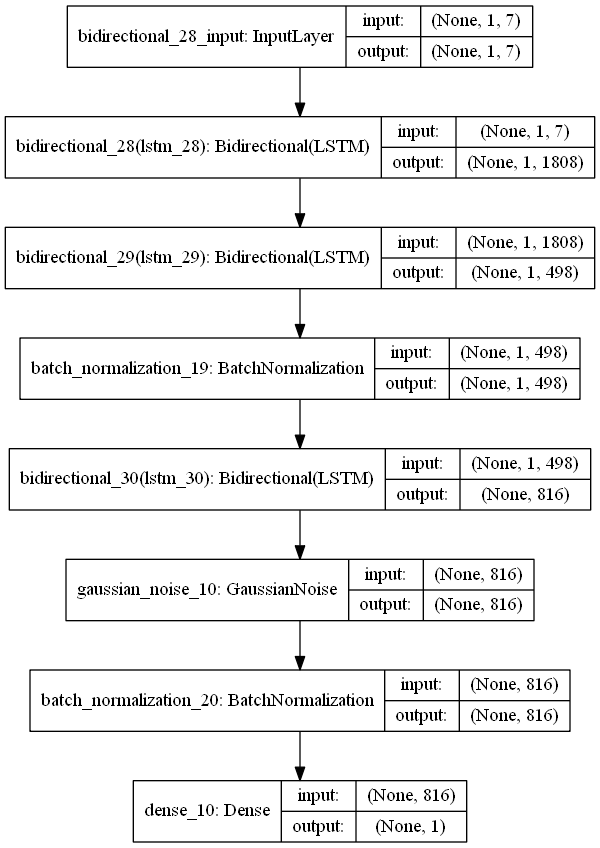 bidirectional_28_input: InputLayer
input: (None, 1, 7)
output: (None, 1, 7)
bidirectional_28(lstm_28): Bidirectional(LSTM)
input: (None, 1, 7)
output: (None, 1, 1808)
bidirectional_29(lstm_29): Bidirectional(LSTM)
input: (None, 1, 1808)
output: (None, 1, 498)
batch_normalization_19: BatchNormalization
input: (None, 1, 498)
output: (None, 1, 498)
bidirectional_30(lstm_30): Bidirectional(LSTM)
input: (None, 1, 498)
output: (None, 816)
gaussian_noise_10: GaussianNoise
input: (None, 816)
output: (None, 816)
batch_normalization_20: BatchNormalization
input: (None, 816)
output: (None, 816)
dense_10: Dense
input: (None, 816)
output: (None, 1)